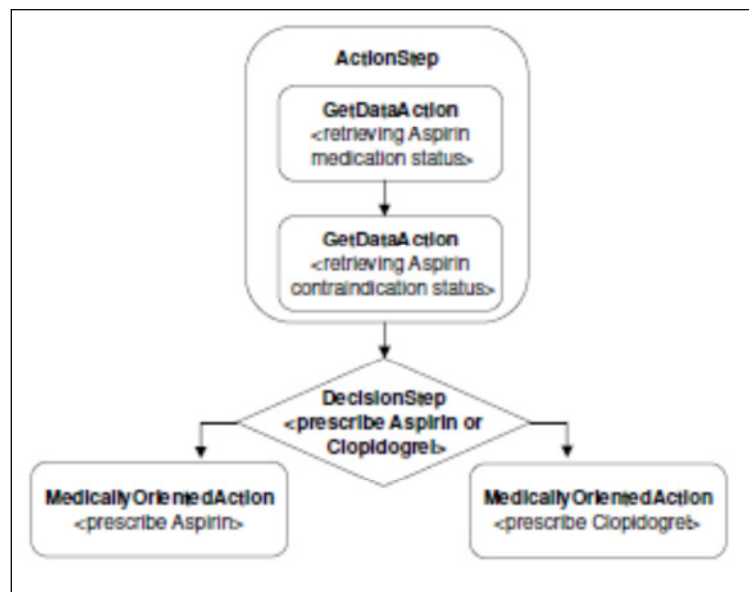 ActionStep
GetDataAction
<retrieving Aspirin
medication status>
GetDataAction
<retrieving Aspirin
contraindication status>
DecisionStep
<prescribe Aspirin or
Clopidogrel>
MedicallyOrientedAction
<prescribe Aspirin>
MedicallyOrientedAction
<prescribe Clopidogrel>